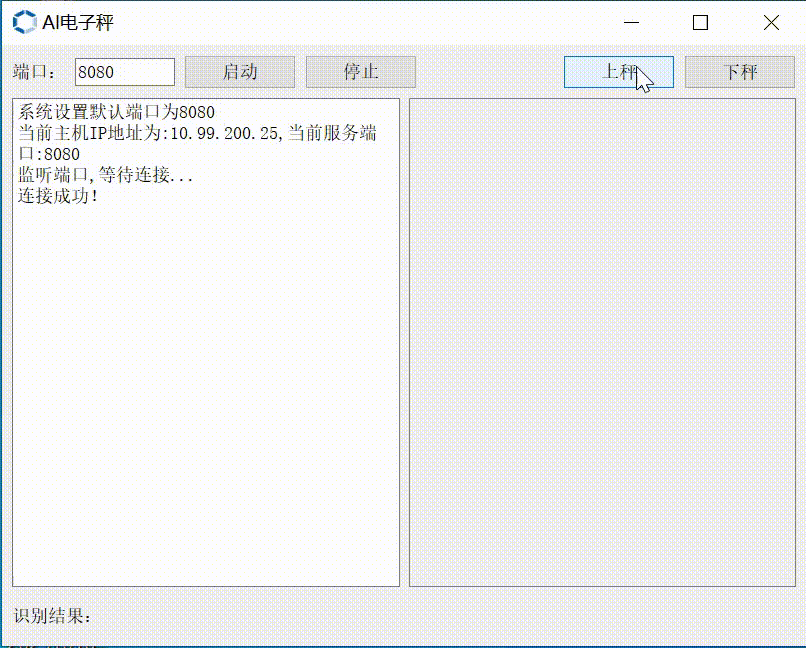 AI电子秤
端口： 8080 启动 停止 上秤 下秤
系统设置默认端口为8080
当前主机IP地址为:10.99.200.25,当前服务端
口:8080
监听端口,等待连接...
连接成功!
识别结果：